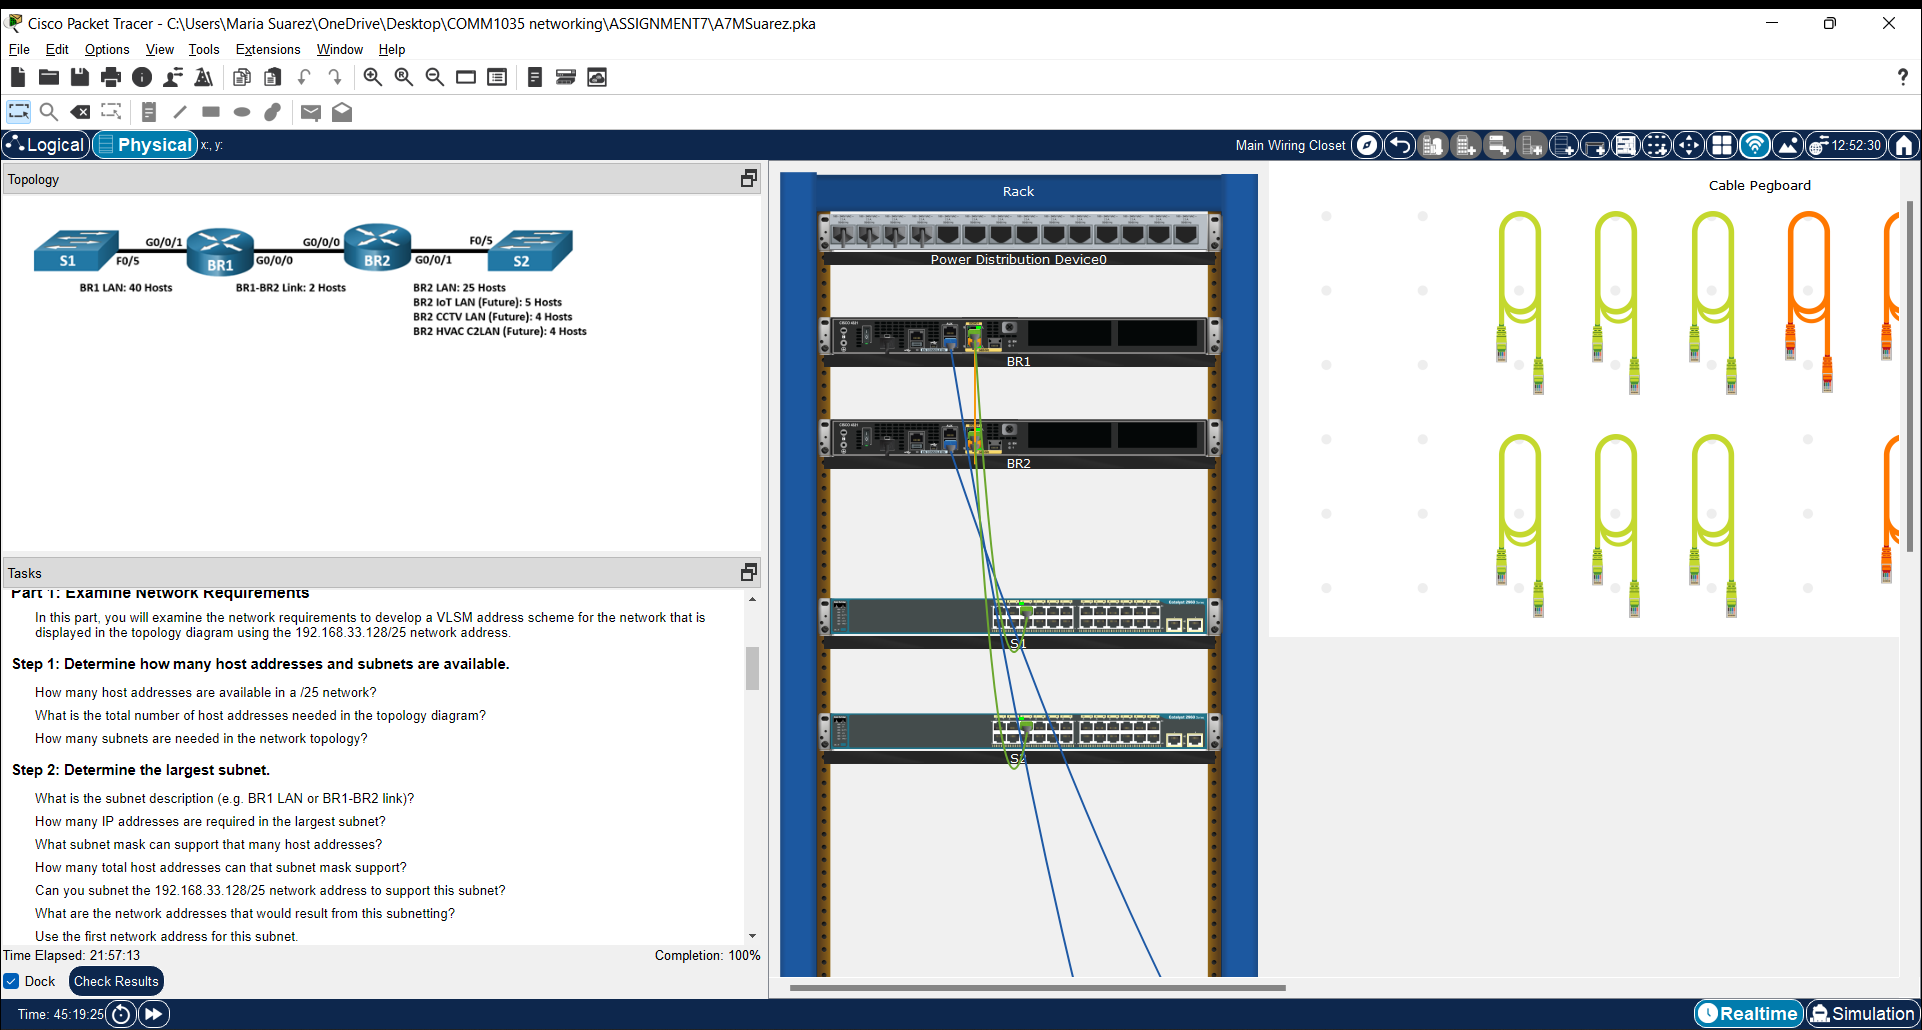 Cisco Packet Tracer - C:\Users\Maria Suarez\OneDrive\Desktop\COMM1035 networking\ASSIGNMENT7\A7MSuarez.pka
File Edit Options View Tools Extensions Window Help
?
Logical Physical x:, y:
Main Wiring Closet
12:52:30
Topology
G0/0/1 G0/0/0 F0/5
S1 F0/5 BR1 G0/0/0 BR2 G0/0/1 S2
BR1 LAN: 40 Hosts BR1-BR2 Link: 2 Hosts BR2 LAN: 25 Hosts
BR2 IoT LAN (Future): 5 Hosts
BR2 CCTV LAN (Future): 4 Hosts
BR2 HVAC C2LAN (Future): 4 Hosts
Tasks
Part 1: Examine Network Requirements
In this part, you will examine the network requirements to develop a VLSM address scheme for the network that is
displayed in the topology diagram using the 192.168.33.128/25 network address.
Step 1: Determine how many host addresses and subnets are available.
How many host addresses are available in a /25 network?
What is the total number of host addresses needed in the topology diagram?
How many subnets are needed in the network topology?
Step 2: Determine the largest subnet.
What is the subnet description (e.g. BR1 LAN or BR1-BR2 link)?
How many IP addresses are required in the largest subnet?
What subnet mask can support that many host addresses?
How many total host addresses can that subnet mask support?
Can you subnet the 192.168.33.128/25 network address to support this subnet?
What are the network addresses that would result from this subnetting?
Use the first network address for this subnet.
Time Elapsed: 21:57:13 Completion: 100%
Dock Check Results
Rack
Power Distribution Device0
BR1
BR2
S1
S2
Cable Pegboard
Time: 45:19:25
Realtime Simulation